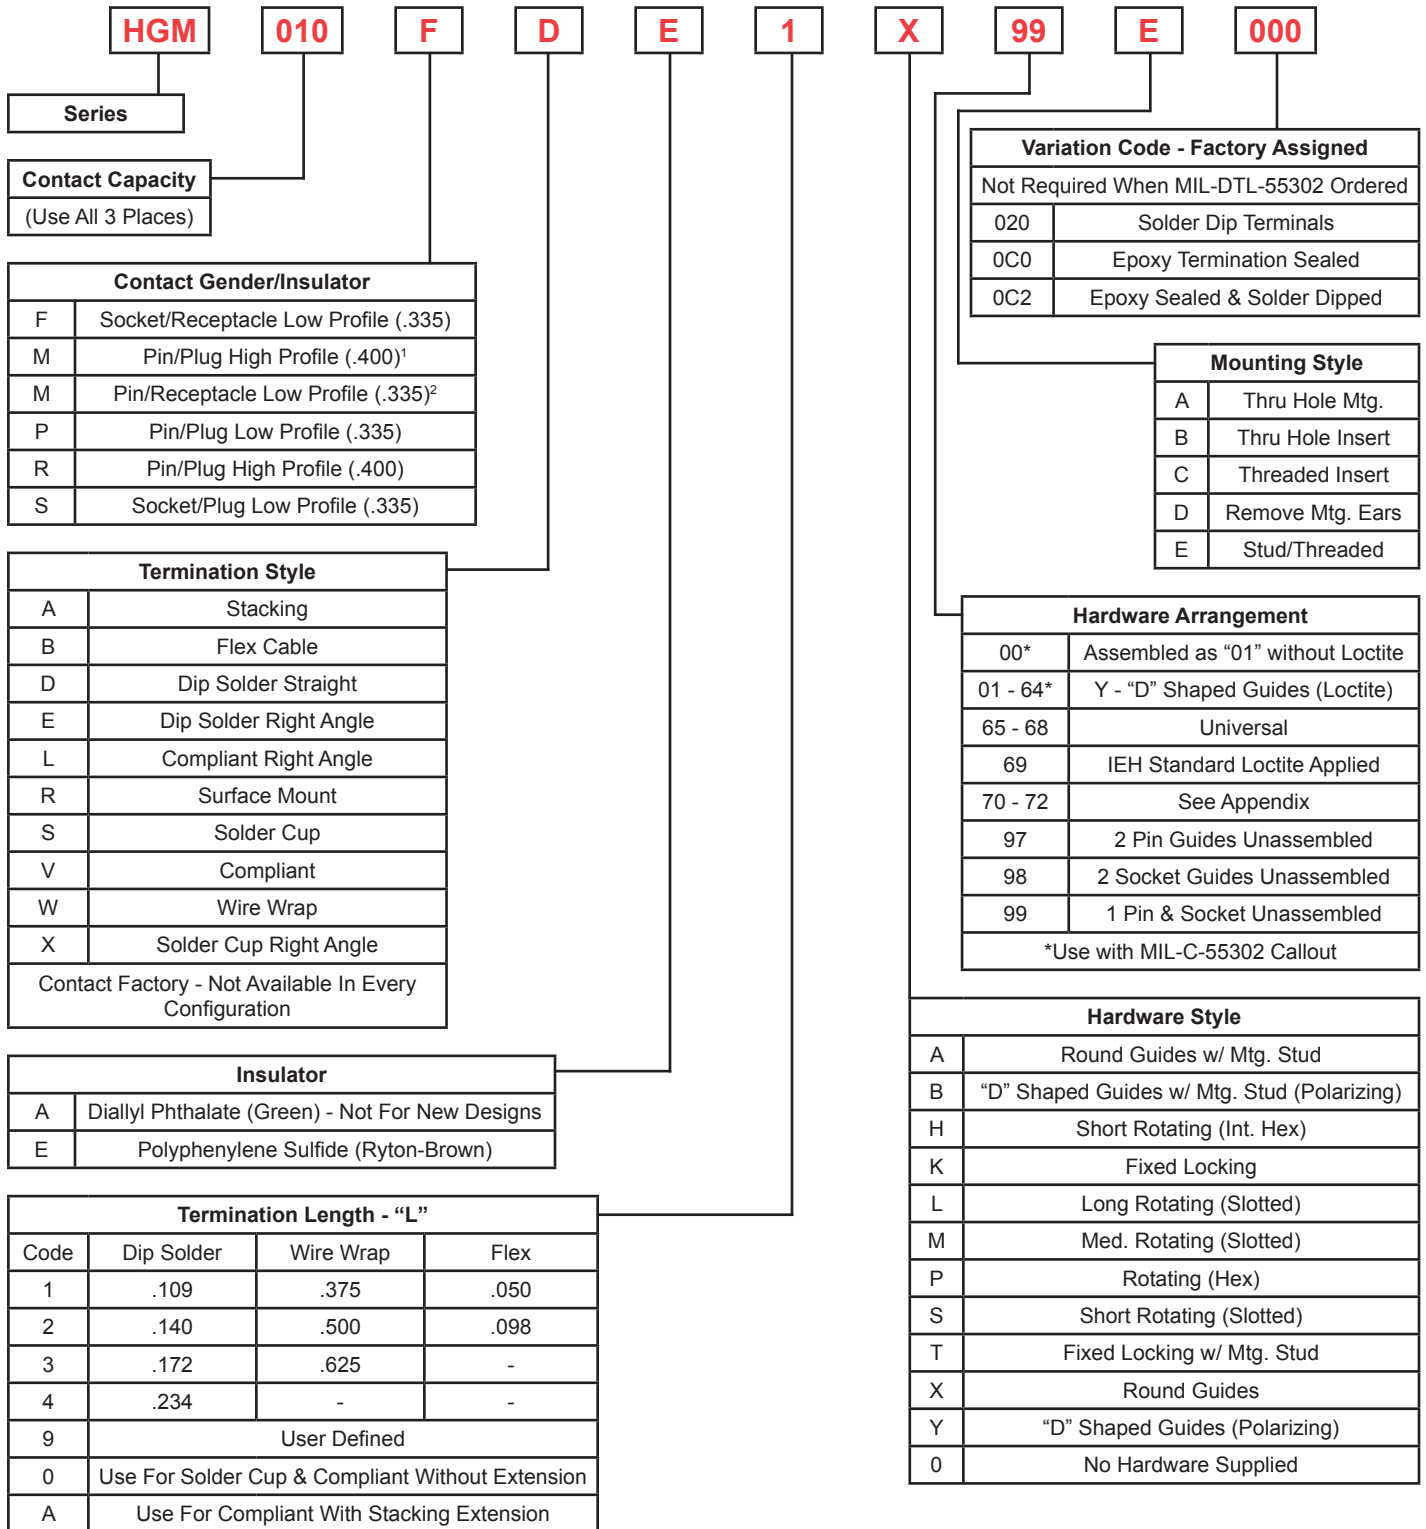 HGM 010 F D E 1 X 99 E 000
Series
Contact Capacity
(Use All 3 Places)
Contact Gender/Insulator
F Socket/Receptacle Low Profile (.335)
M Pin/Plug High Profile (.400)¹
M Pin/Receptacle Low Profile (.335)²
P Pin/Plug Low Profile (.335)
R Pin/Plug High Profile (.400)
S Socket/Plug Low Profile (.335)
Termination Style
A Stacking
B Flex Cable
D Dip Solder Straight
E Dip Solder Right Angle
L Compliant Right Angle
R Surface Mount
S Solder Cup
V Compliant
W Wire Wrap
X Solder Cup Right Angle
Contact Factory - Not Available In Every
Configuration
Insulator
A Diallyl Phthalate (Green) - Not For New Designs
E Polyphenylene Sulfide (Ryton-Brown)
Termination Length - “L”
Code Dip Solder Wire Wrap Flex
1 .109 .375 .050
2 .140 .500 .098
3 .172 .625 -
4 .234 - -
9 User Defined
0 Use For Solder Cup & Compliant Without Extension
A Use For Compliant With Stacking Extension
Variation Code - Factory Assigned
Not Required When MIL-DTL-55302 Ordered
020 Solder Dip Terminals
0C0 Epoxy Termination Sealed
0C2 Epoxy Sealed & Solder Dipped
Mounting Style
A Thru Hole Mtg.
B Thru Hole Insert
C Threaded Insert
D Remove Mtg. Ears
E Stud/Threaded
Hardware Arrangement
00* Assembled as “01” without Loctite
01 - 64* Y - “D” Shaped Guides (Loctite)
65 - 68 Universal
69 IEH Standard Loctite Applied
70 - 72 See Appendix
97 2 Pin Guides Unassembled
98 2 Socket Guides Unassembled
99 1 Pin & Socket Unassembled
*Use with MIL-C-55302 Callout
Hardware Style
A Round Guides w/ Mtg. Stud
B “D” Shaped Guides w/ Mtg. Stud (Polarizing)
H Short Rotating (Int. Hex)
K Fixed Locking
L Long Rotating (Slotted)
M Med. Rotating (Slotted)
P Rotating (Hex)
S Short Rotating (Slotted)
T Fixed Locking w/ Mtg. Stud
X Round Guides
Y “D” Shaped Guides (Polarizing)
0 No Hardware Supplied